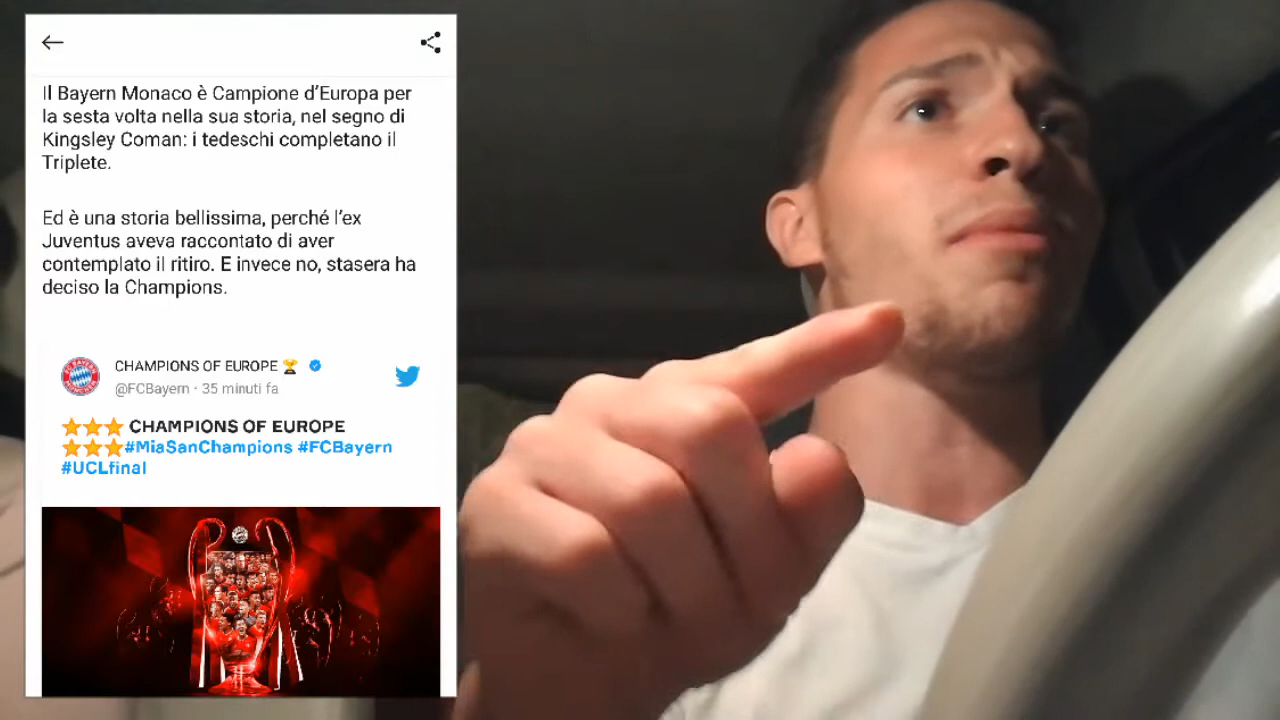 Il Bayern Monaco è Campione d'Europa per
la sesta volta nella sua storia, nel segno di
Kingsley Coman: i tedeschi completano il
Triplete.
Ed è una storia bellissima, perché l'ex
Juventus aveva raccontato di aver
contemplato il ritiro. E invece no, stasera ha
deciso la Champions.
CHAMPIONS OF EUROPE 🏆
@FCBayern · 35 minuti fa
⭐⭐⭐ CHAMPIONS OF EUROPE
⭐⭐⭐#MiaSanChampions #FCBayern
#UCLfinal